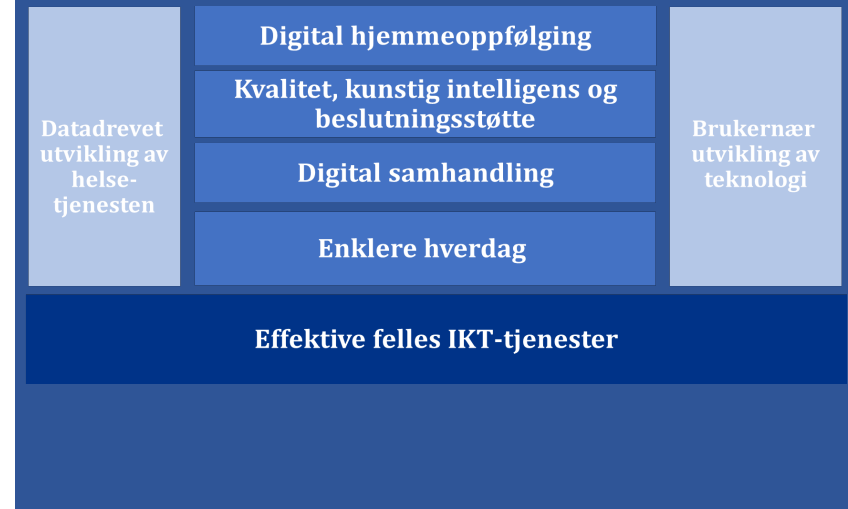 Digital hjemmeoppfølging
Kvalitet, kunstig intelligens og
beslutningsstøtte
Digital samhandling
Enklere hverdag
Datadrevet
utvikling av
helse-
tjenesten
Brukernær
utvikling av
teknologi
Effektive felles IKT-tjenester